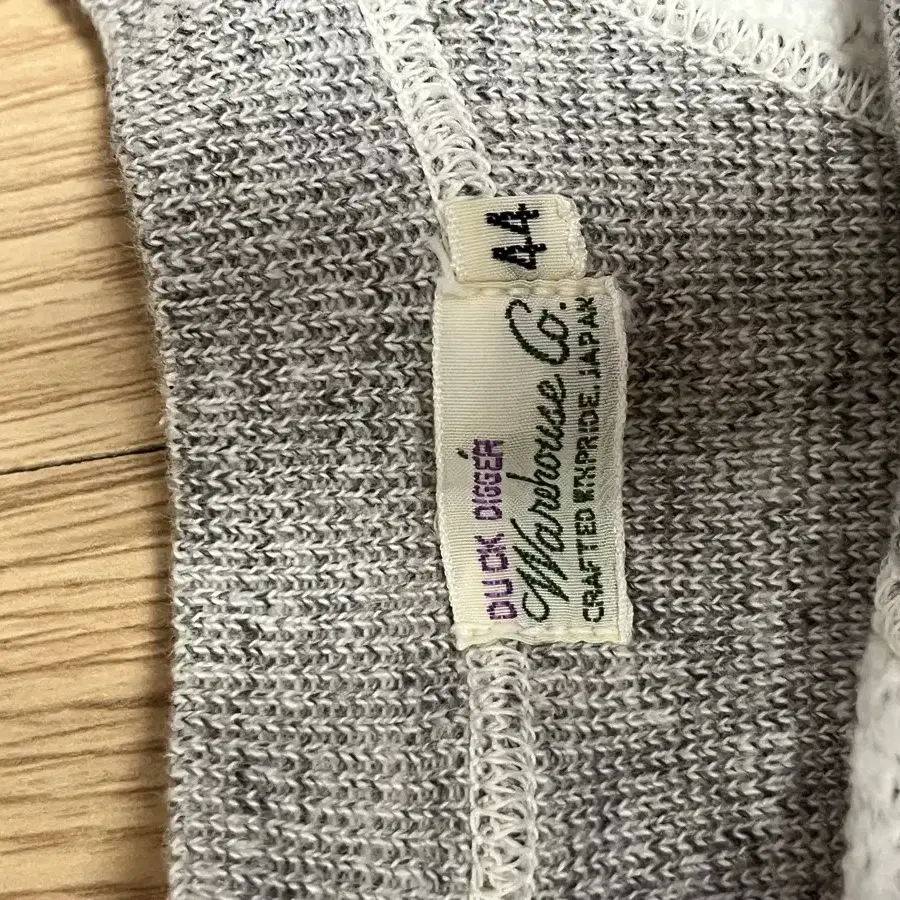 44
DUCK DIGGER
Warehouse Co.
CRAFTED WITH PRIDE. JAPAN